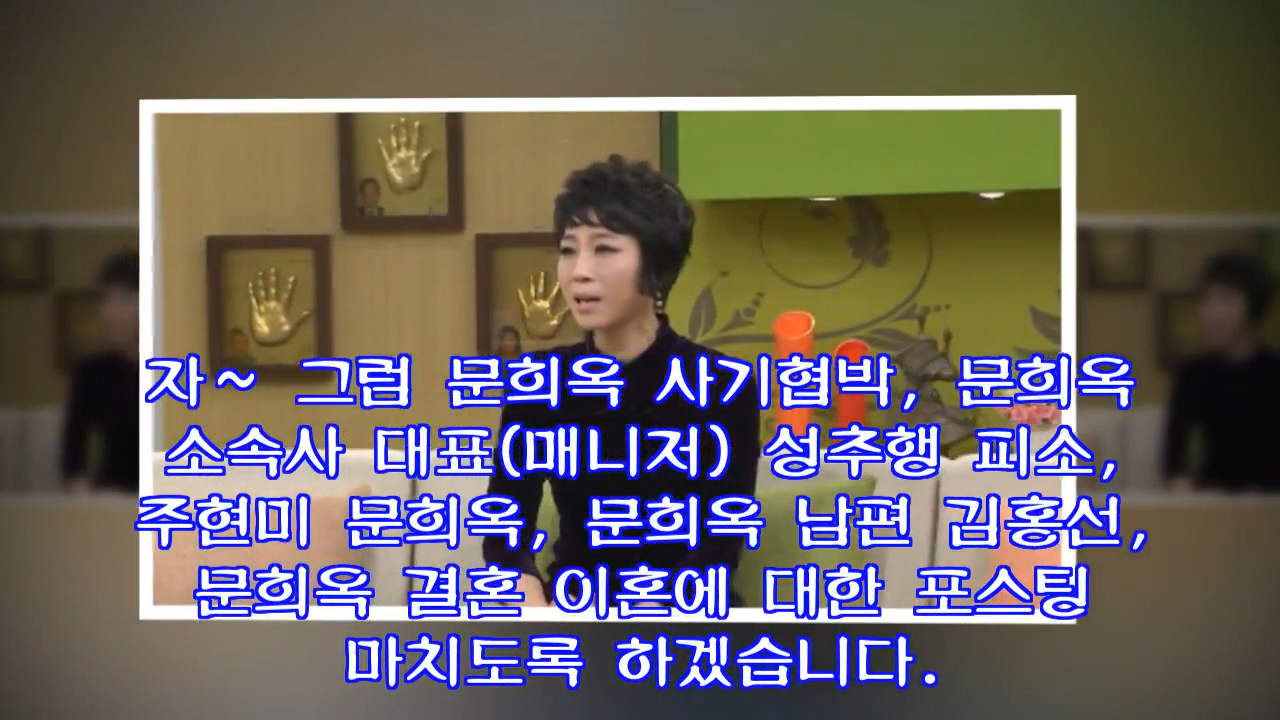 자~ 그럼 문희옥 사기협박, 문희옥
소속사 대표(매니저) 성추행 피소,
주현미 문희옥, 문희옥 남편 김홍선,
문희옥 결혼 이혼에 대한 포스팅
마치도록 하겠습니다.